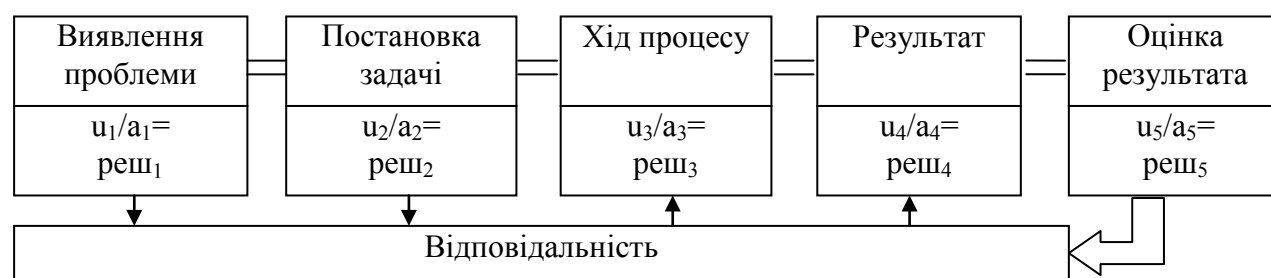 Виявлення
проблеми
u₁/a₁=
реш₁
Постановка
задачі
u₂/a₂=
реш₂
Хід процесу
u₃/a₃=
реш₃
Результат
u₄/a₄=
реш₄
Оцінка
результата
u₅/a₅=
реш₅
Відповідальність